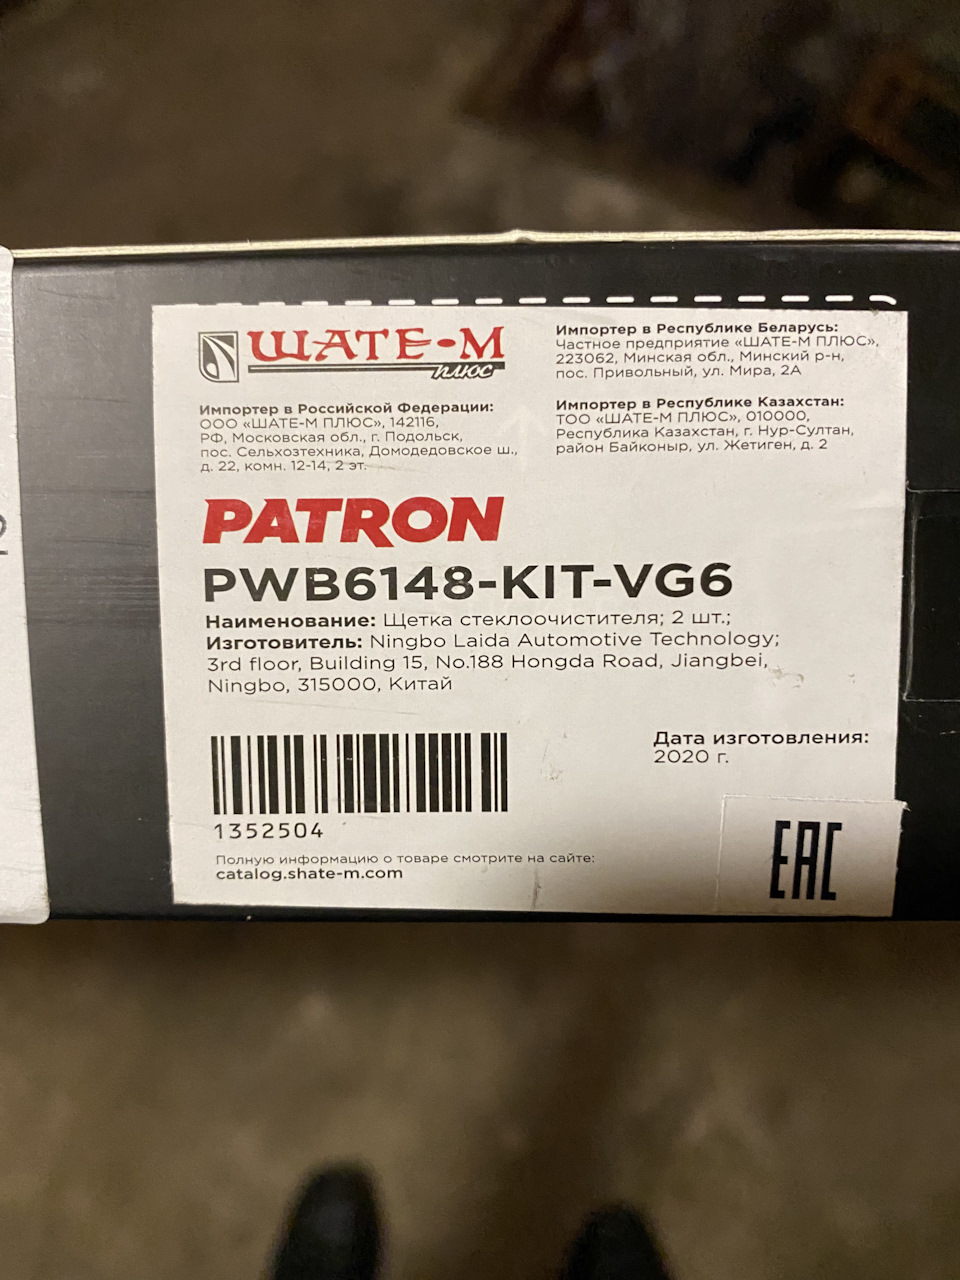 ШАТЕ-М
ПЛЮС
Импортер в Российской Федерации:
ООО «ШАТЕ-М ПЛЮС», 142116,
РФ, Московская обл., г. Подольск,
пос. Сельхозтехника, Домодедовское ш.,
д. 22, комн. 12-14, 2 эт.
Импортер в Республике Беларусь:
Частное предприятие «ШАТЕ-М ПЛЮС»,
223062, Минская обл., Минский р-н,
пос. Привольный, ул. Мира, 2А
Импортер в Республике Казахстан:
ТОО «ШАТЕ-М ПЛЮС», 010000,
Республика Казахстан, г. Нур-Султан,
район Байконыр, ул. Жетиген, д. 2
PATRON
PWB6148-KIT-VG6
Наименование: Щетка стеклоочистителя; 2 шт.;
Изготовитель: Ningbo Laida Automotive Technology;
3rd floor, Building 15, No.188 Hongda Road, Jiangbei,
Ningbo, 315000, Китай
Дата изготовления:
2020 г.
1352504
Полную информацию о товаре смотрите на сайте:
catalog.shate-m.com
EAC